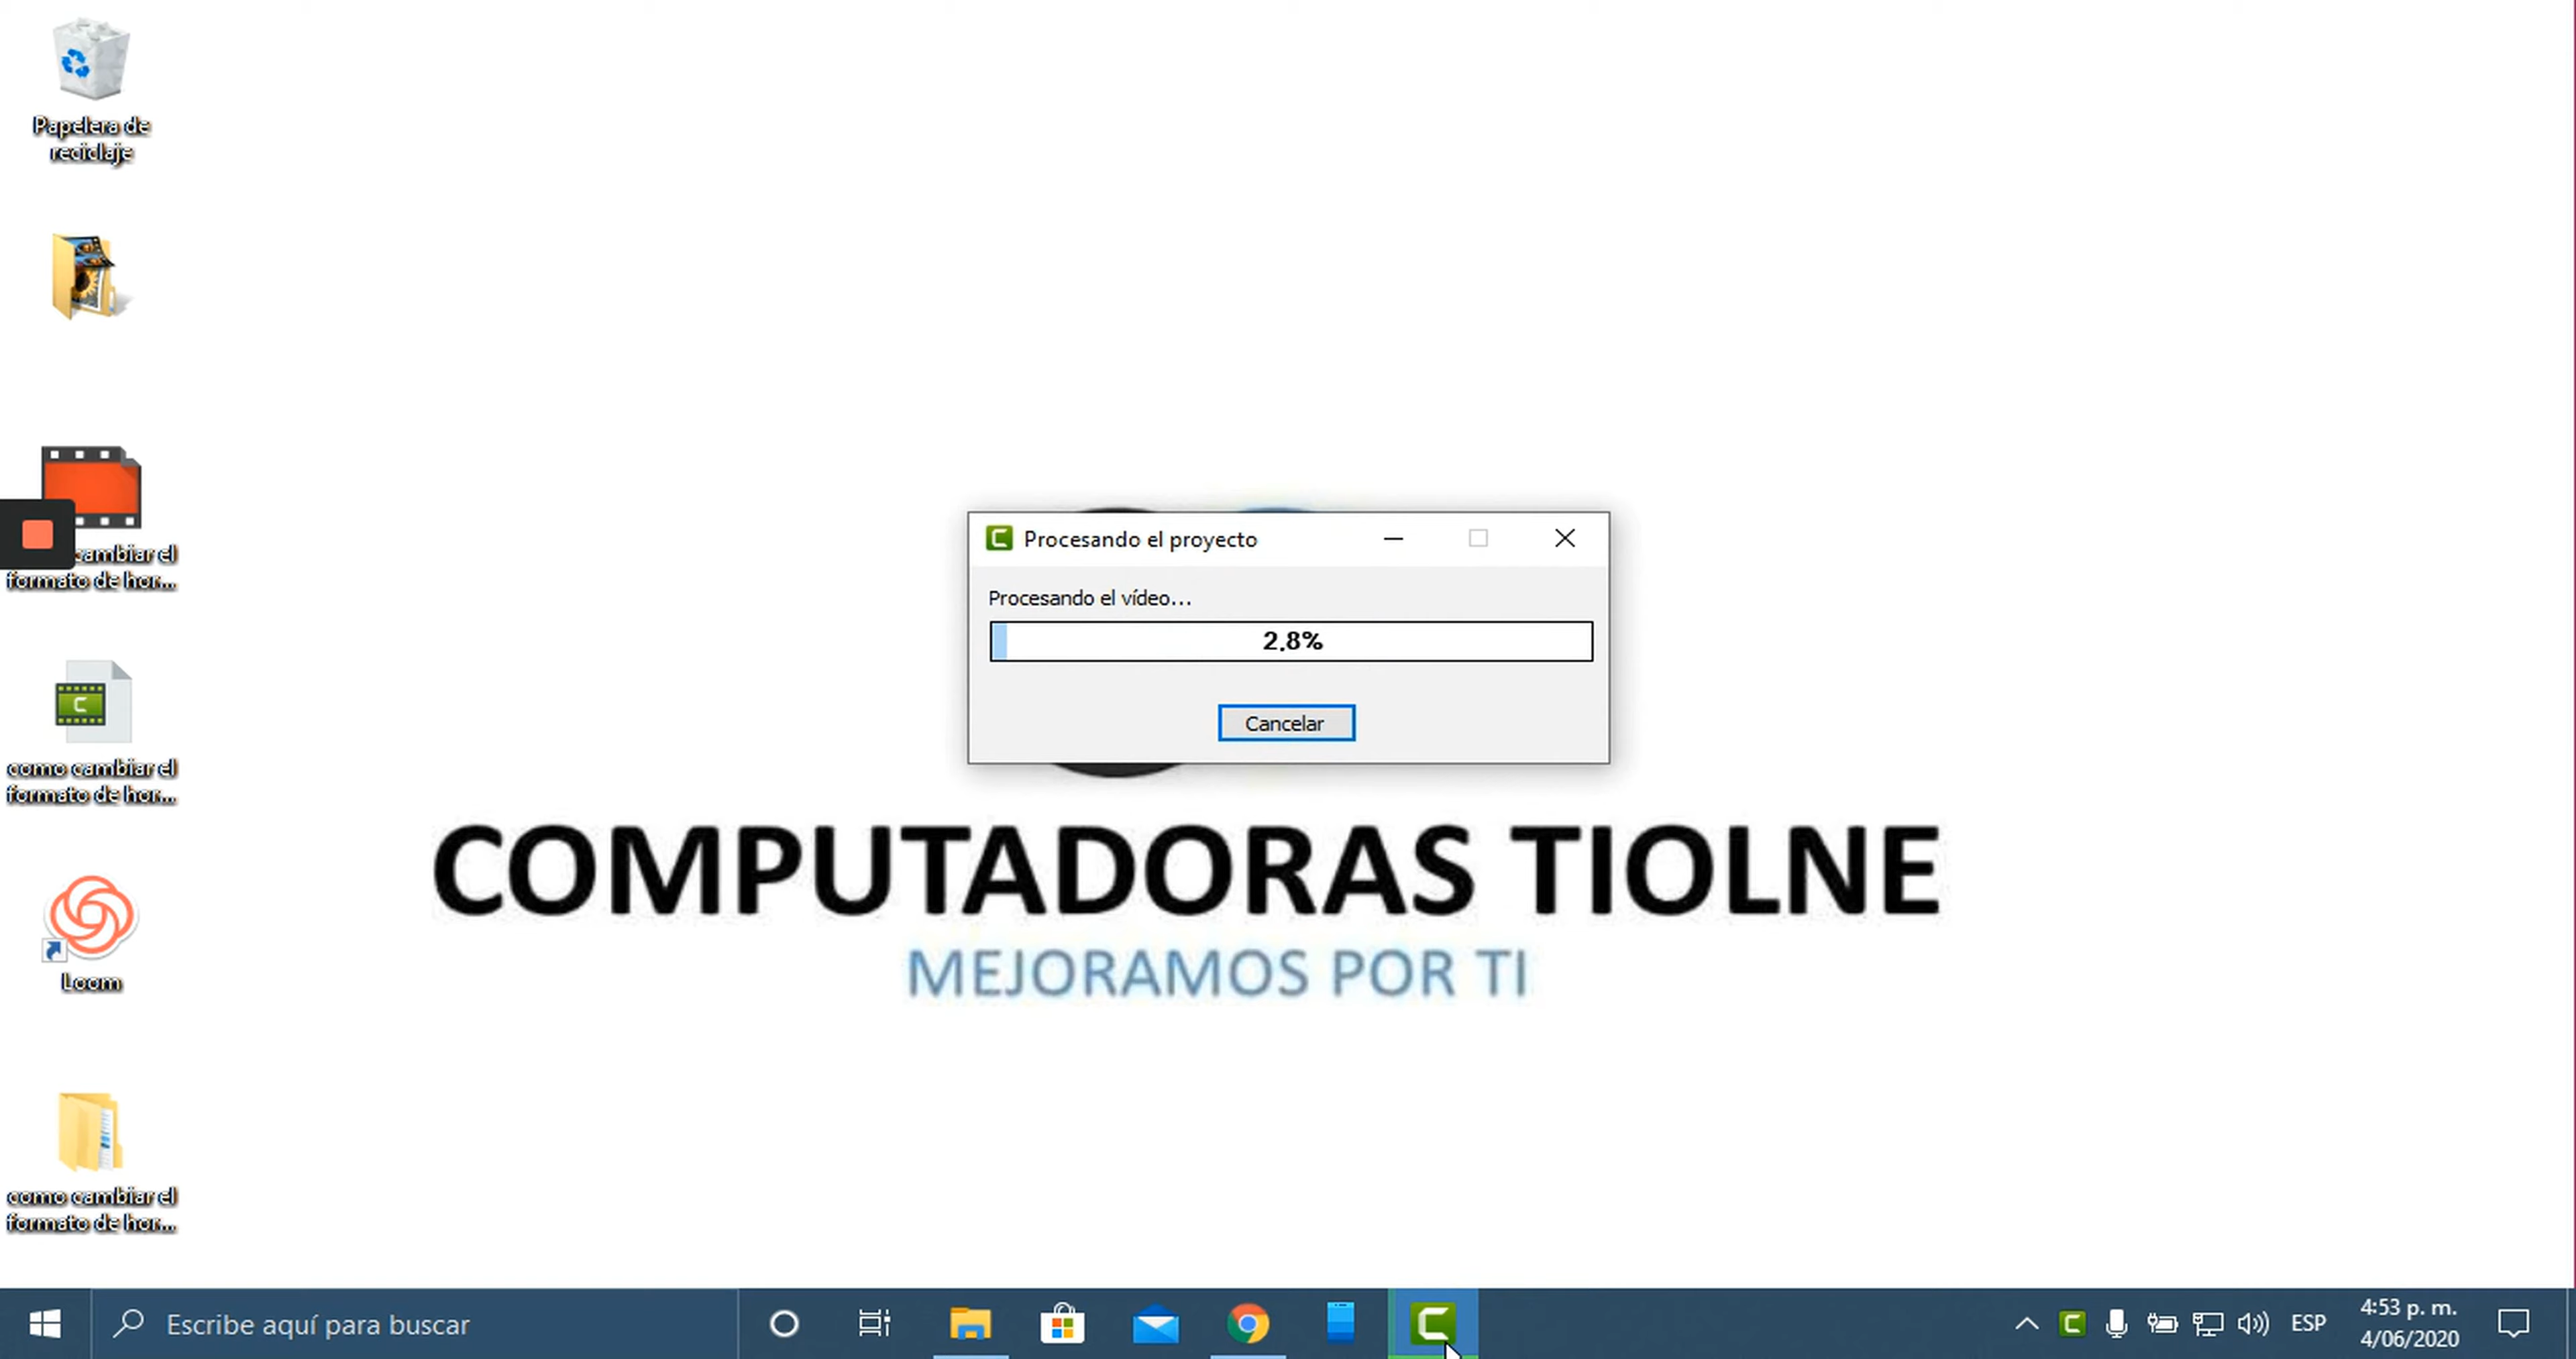 Papelera de
reciclaje
cambiar el
formato de hor...
como cambiar el
formato de hor...
Loom
como cambiar el
formato de hor...
Procesando el proyecto
Procesando el vídeo...
2.8%
Cancelar
COMPUTADORAS TIOLNE
MEJORAMOS POR TI
Escribe aquí para buscar
ESP
4:53 p. m.
4/06/2020